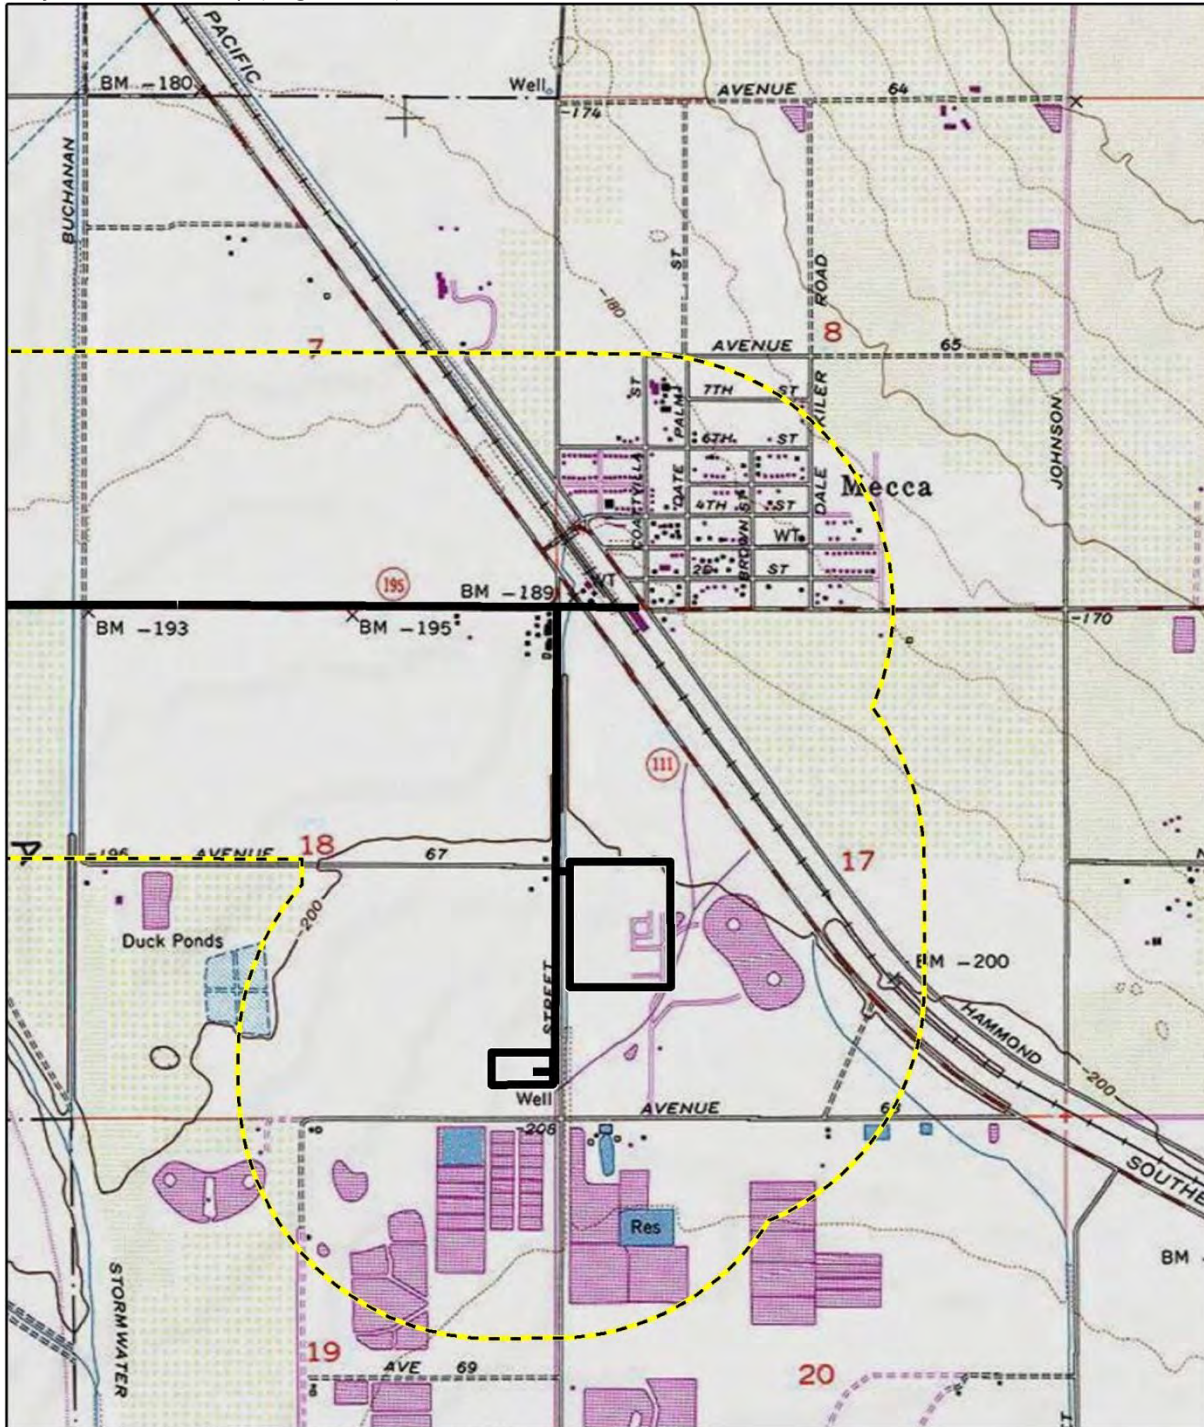 PACIFIC
BM -180
Well
AVENUE 64
-174
BUCHANAN
ST
ROAD
-180
7
8
AVENUE 65
ST
PALM
7TH ST
KILER
JOHNSON
6TH ST
Mecca
COAHTVILLA
DATE
4TH ST
BROWN ST
DALE
WT
2D ST
195
BM -189
WT
BM -193
BM -195
-170
111
18
17
-196 AVENUE 67
-200
Duck Ponds
BM -200
STREET
HAMMOND
-200
Well
AVENUE
-208
SOUTHE
Res
BM -
STORMWATER
19
AVE 69
20